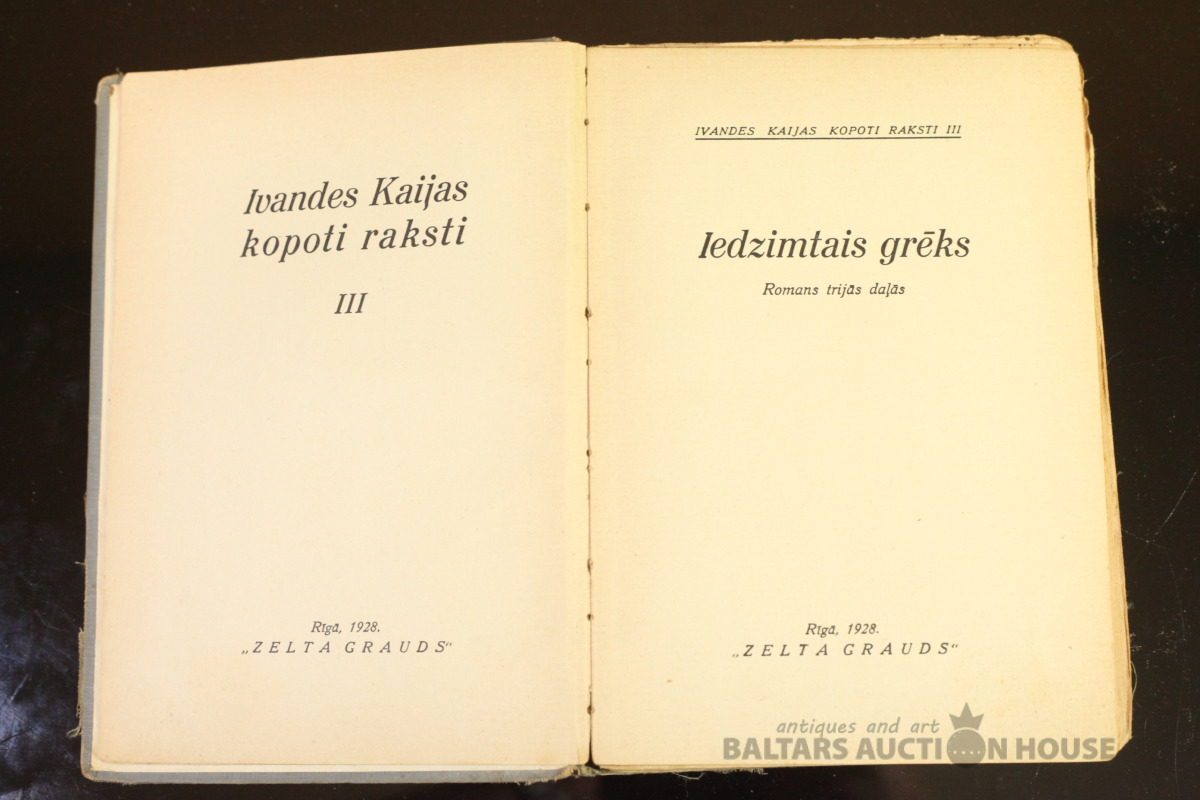 Ivandes Kaijas
kopoti raksti
III
Rīgā, 1928.
„ZELTA GRAUDS“
IVANDES KAIJAS KOPOTI RAKSTI III
Iedzimtais grēks
Romans trijās daļās
Rīgā, 1928.
„ZELTA GRAUDS“
antiques and art
BALTARS AUCTION HOUSE